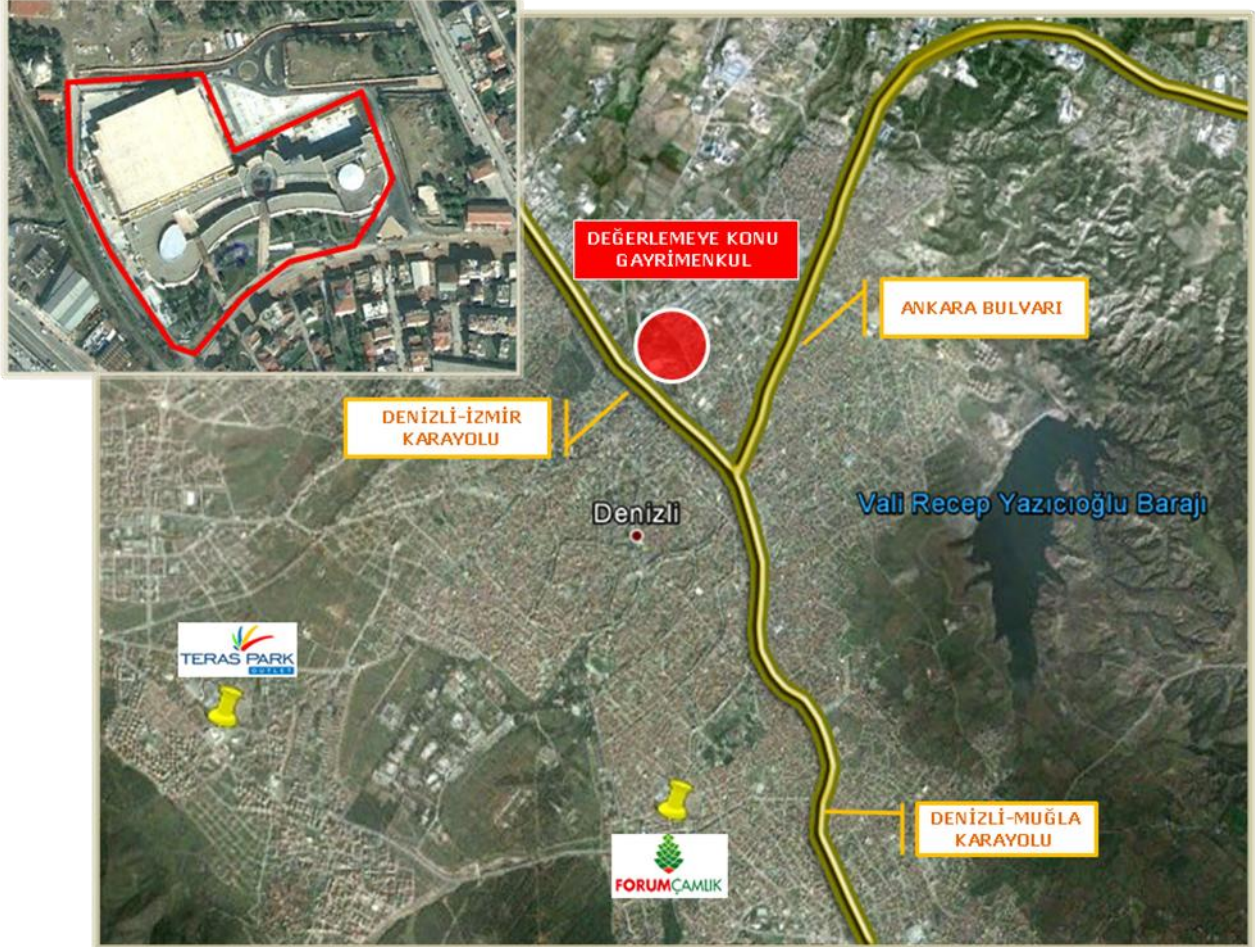 DEĞERLEMEYE KONU
GAYRİMENKUL
ANKARA BULVARI
DENİZLİ-İZMİR
KARAYOLU
Denizli
Vali Recep Yazıcıoğlu Barajı
TERAS PARK
OUTLET
DENİZLİ-MUĞLA
KARAYOLU
FORUMÇAMLIK